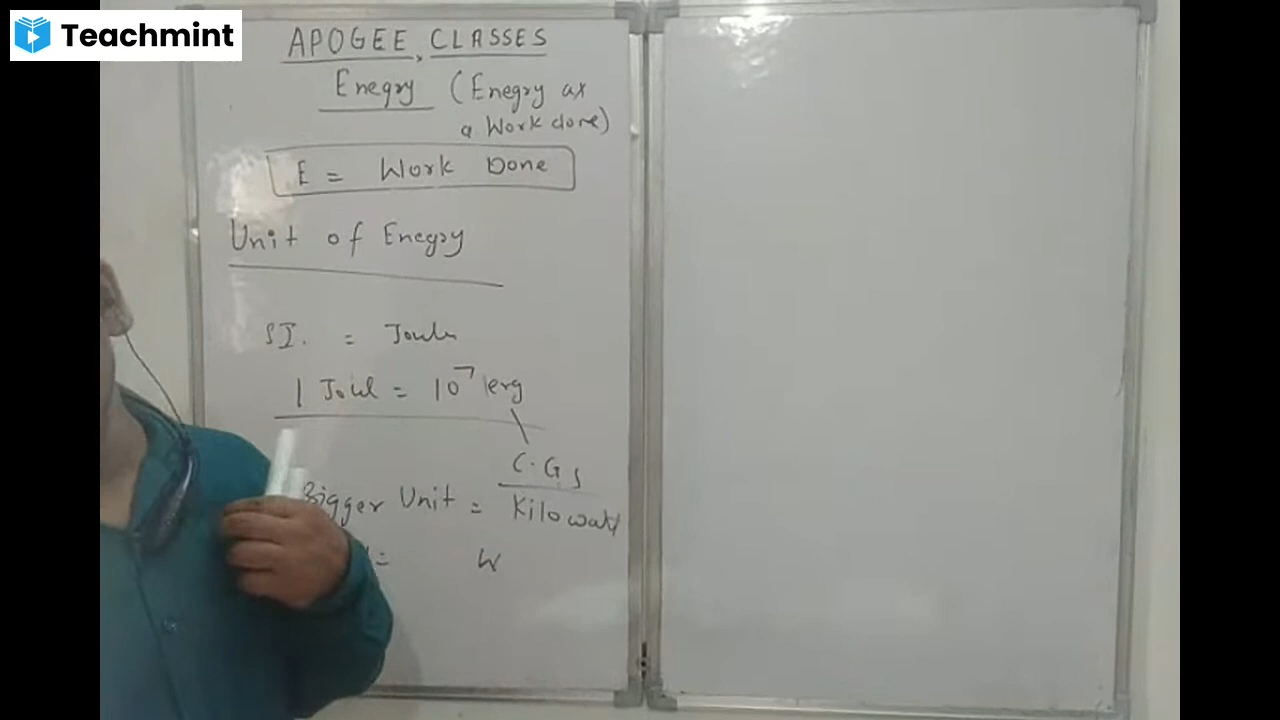 Teachmint
APOGEE CLASSES
Enegry (Enegry as
a Work done)
E = Work Done
Unit of Enegry
SI. = Joule
1 Joul = 10⁷ erg
C.G.S
Bigger Unit = Kilowatt
= W